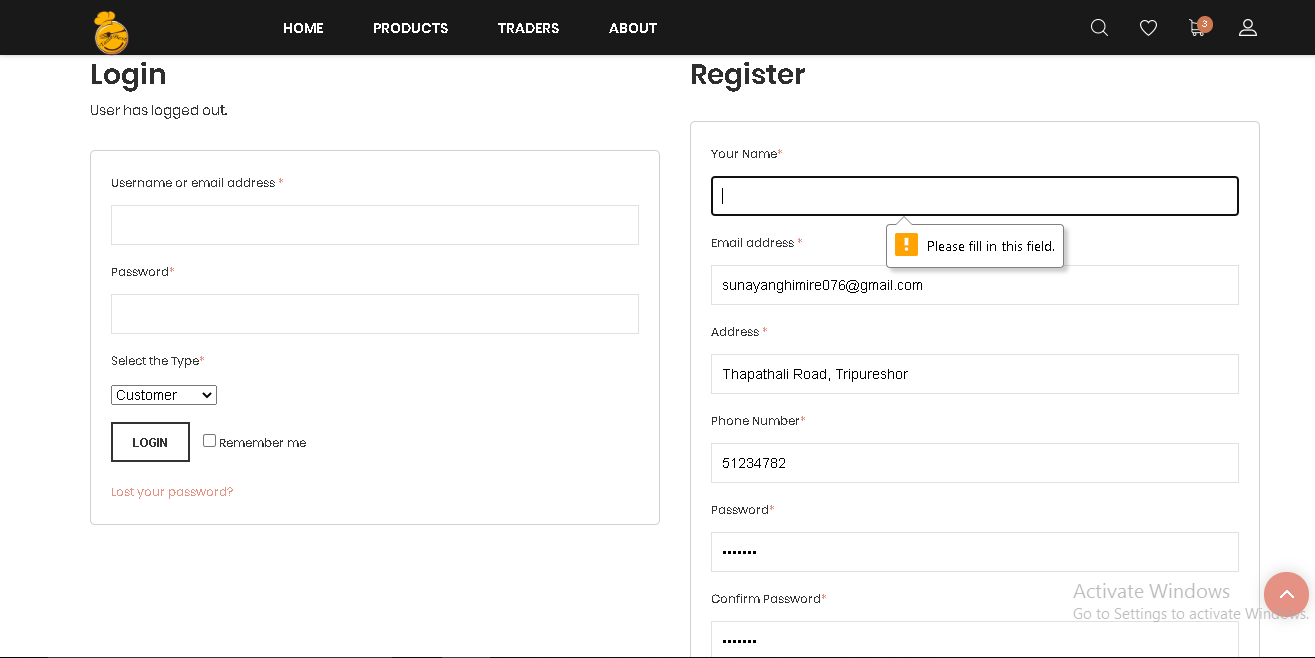 HOME PRODUCTS TRADERS ABOUT
3
Login
User has logged out.
Username or email address *
Password*
Select the Type*
Customer
LOGIN Remember me
Lost your password?
Register
Your Name*
Please fill in this field.
Email address *
sunayanghimire076@gmail.com
Address *
Thapathali Road, Tripureshor
Phone Number*
51234782
Password*
•••••••
Confirm Password*
•••••••
Activate Windows
Go to Settings to activate Windows.